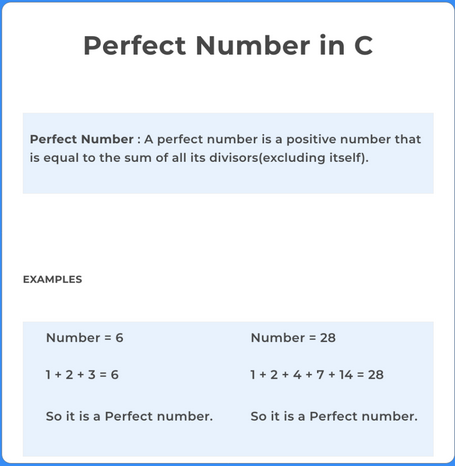 Perfect Number in C
Perfect Number : A perfect number is a positive number that
is equal to the sum of all its divisors(excluding itself).
EXAMPLES
Number = 6
1 + 2 + 3 = 6
So it is a Perfect number.
Number = 28
1 + 2 + 4 + 7 + 14 = 28
So it is a Perfect number.